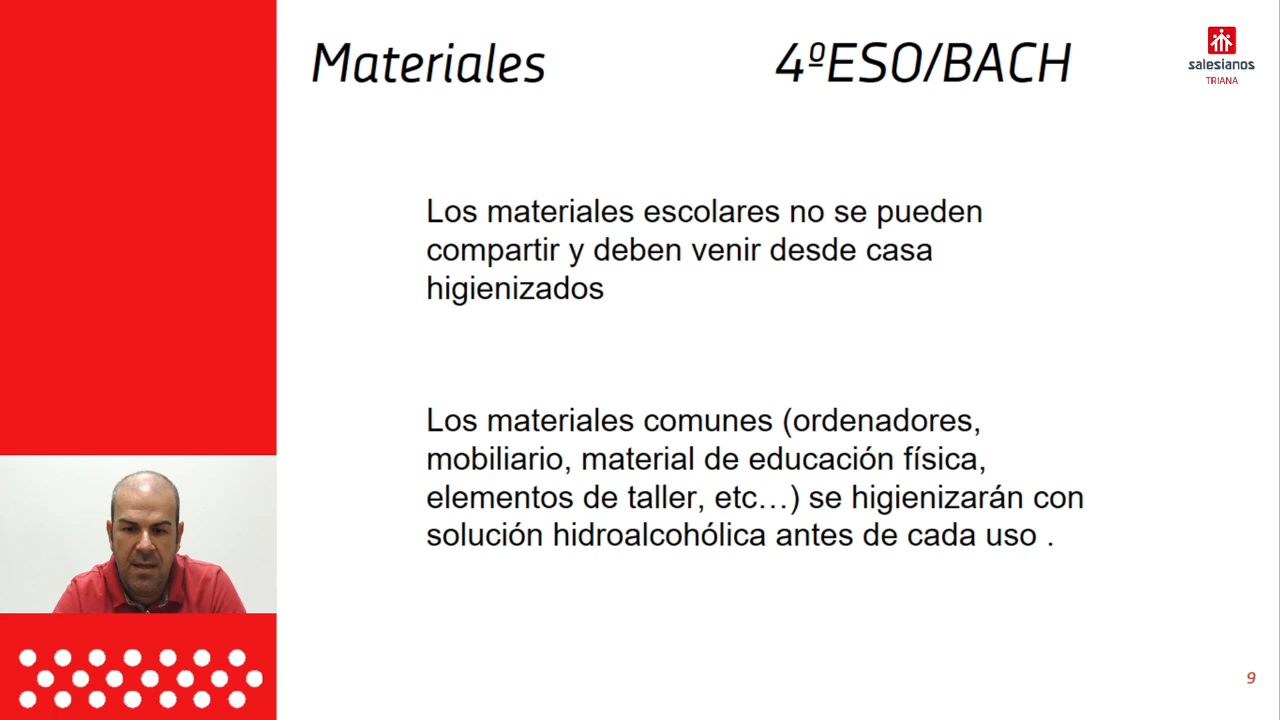 Materiales 4ºESO/BACH
salesianos
TRIANA
Los materiales escolares no se pueden
compartir y deben venir desde casa
higienizados
Los materiales comunes (ordenadores,
mobiliario, material de educación física,
elementos de taller, etc…) se higienizarán con
solución hidroalcohólica antes de cada uso .
9